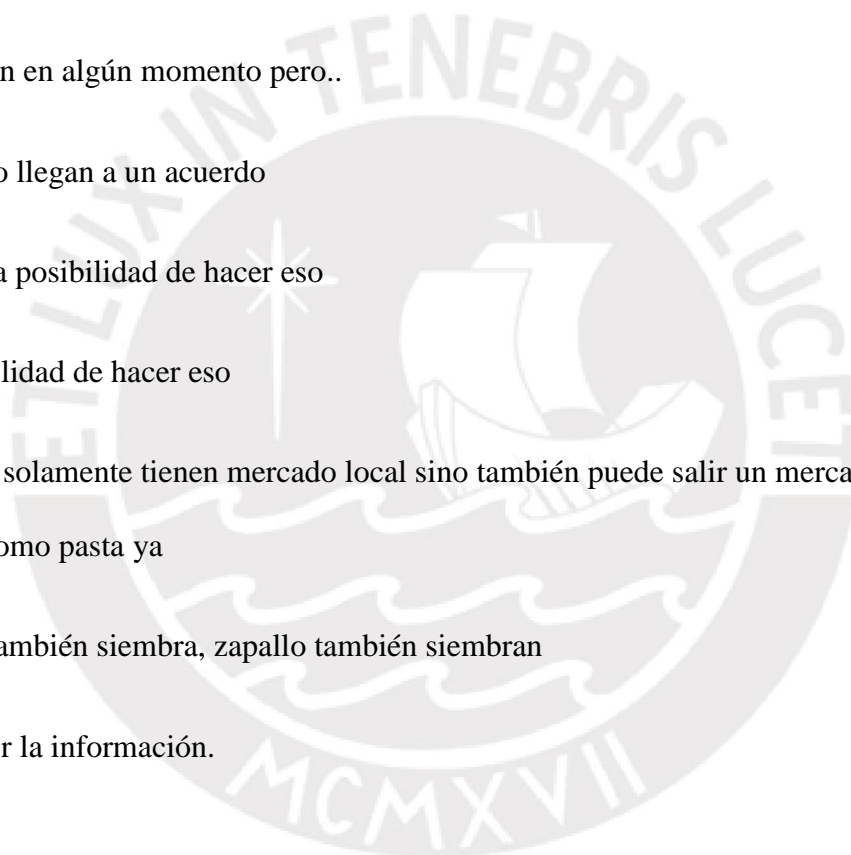 n en algún momento pero..
o llegan a un acuerdo
a posibilidad de hacer eso
lidad de hacer eso
solamente tienen mercado local sino también puede salir un merca
omo pasta ya
ambién siembra, zapallo también siembran
r la información.
ET LUX IN TENEBRIS LUCET
MCMXVII